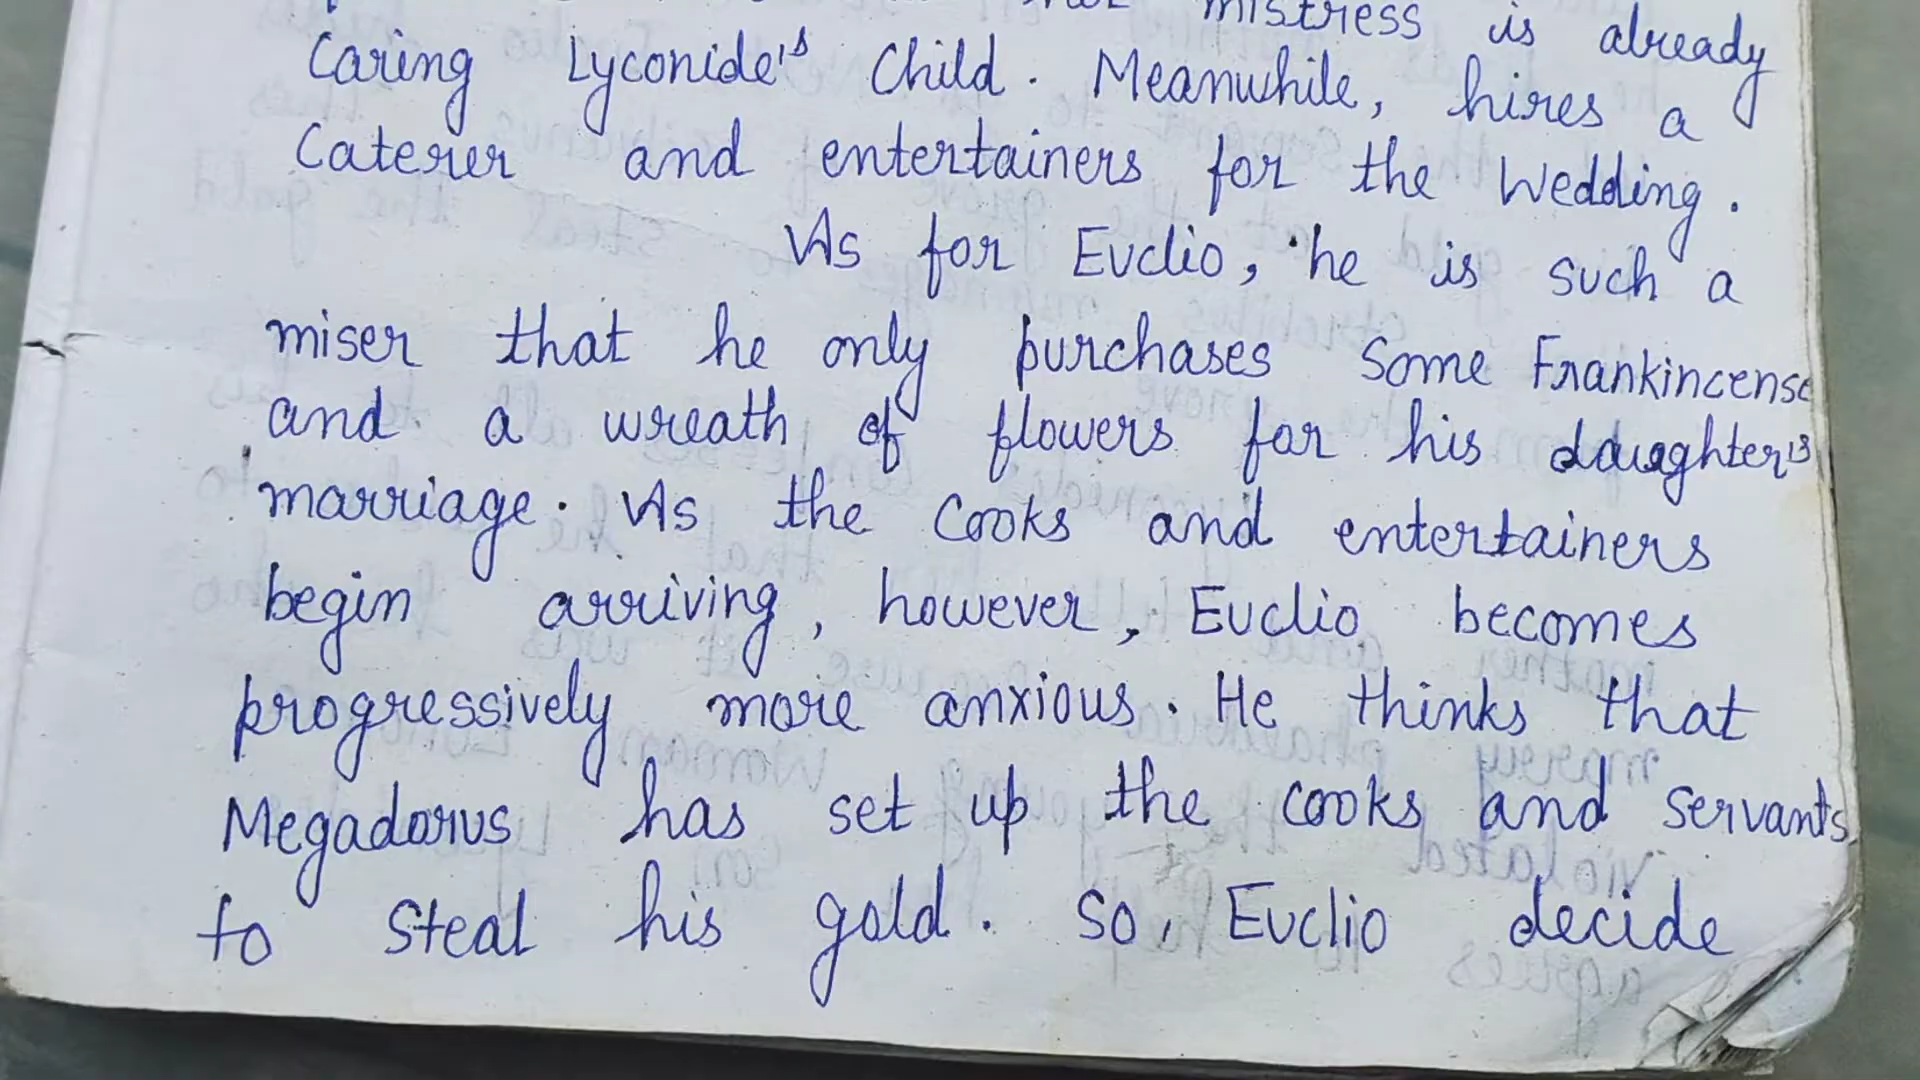 mistress is already
Caring Lyconide's Child. Meanwhile, hires a
Caterer and entertainers for the Wedding.
As for Euclio, he is such a
miser that he only purchases Some Frankincense
and a wreath of flowers for his daughter's
marriage. As the Cooks and entertainers
begin arriving, however, Euclio becomes
progressively more anxious. He thinks that
Megadorus has set up the cooks and servants
to Steal his gold. So, Euclio decide